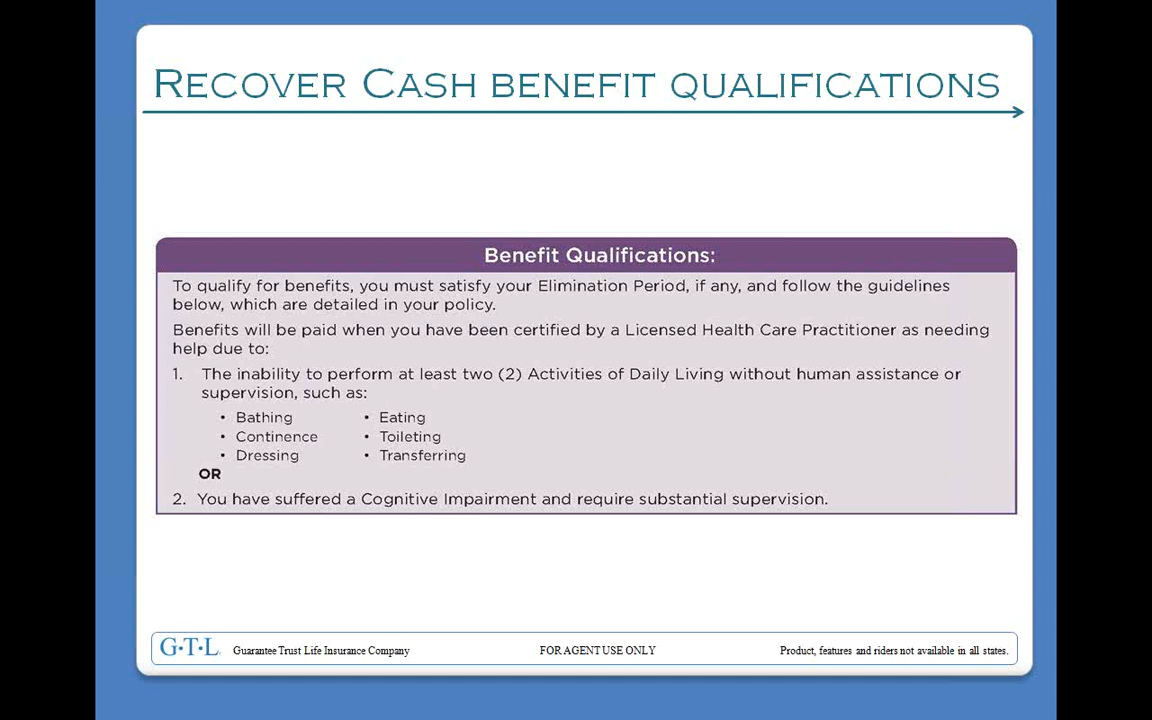 RECOVER CASH BENEFIT QUALIFICATIONS
Benefit Qualifications:
To qualify for benefits, you must satisfy your Elimination Period, if any, and follow the guidelines
below, which are detailed in your policy.
Benefits will be paid when you have been certified by a Licensed Health Care Practitioner as needing
help due to:
1. The inability to perform at least two (2) Activities of Daily Living without human assistance or
supervision, such as:
• Bathing • Eating
• Continence • Toileting
• Dressing • Transferring
OR
2. You have suffered a Cognitive Impairment and require substantial supervision.
G·T·L. Guarantee Trust Life Insurance Company FOR AGENT USE ONLY Product, features and riders not available in all states.